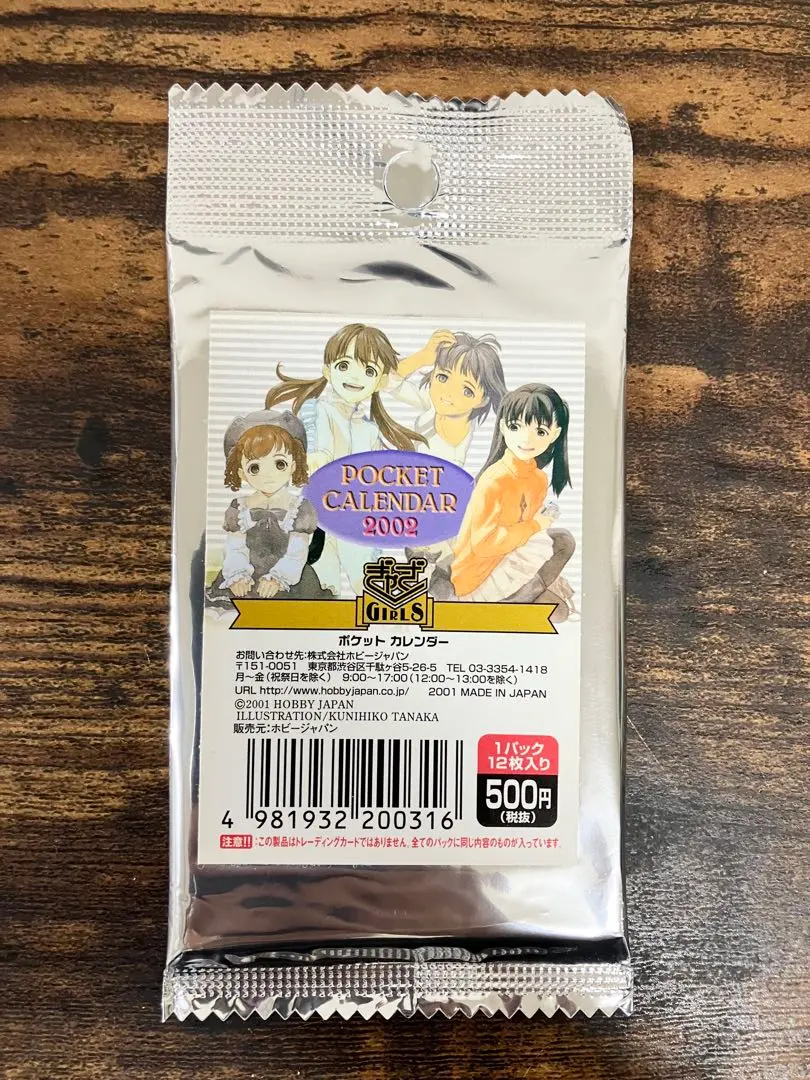 POCKET
CALENDAR
2002
ぎゃざ
GIRLS
ポケット カレンダー
お問い合わせ先:株式会社ホビージャパン
〒151-0051 東京都渋谷区千駄ヶ谷5-26-5 TEL 03-3354-1418
月〜金(祝祭日を除く) 9:00〜17:00(12:00〜13:00を除く)
URL http://www.hobbyjapan.co.jp/ 2001 MADE IN JAPAN
©2001 HOBBY JAPAN
ILLUSTRATION/KUNIHIKO TANAKA
販売元:ホビージャパン
1パック
12枚入り
500円
(税抜)
4 981932 200316
注意!!:この製品はトレーディングカードではありません。全てのパックに同じ内容のものが入っています。